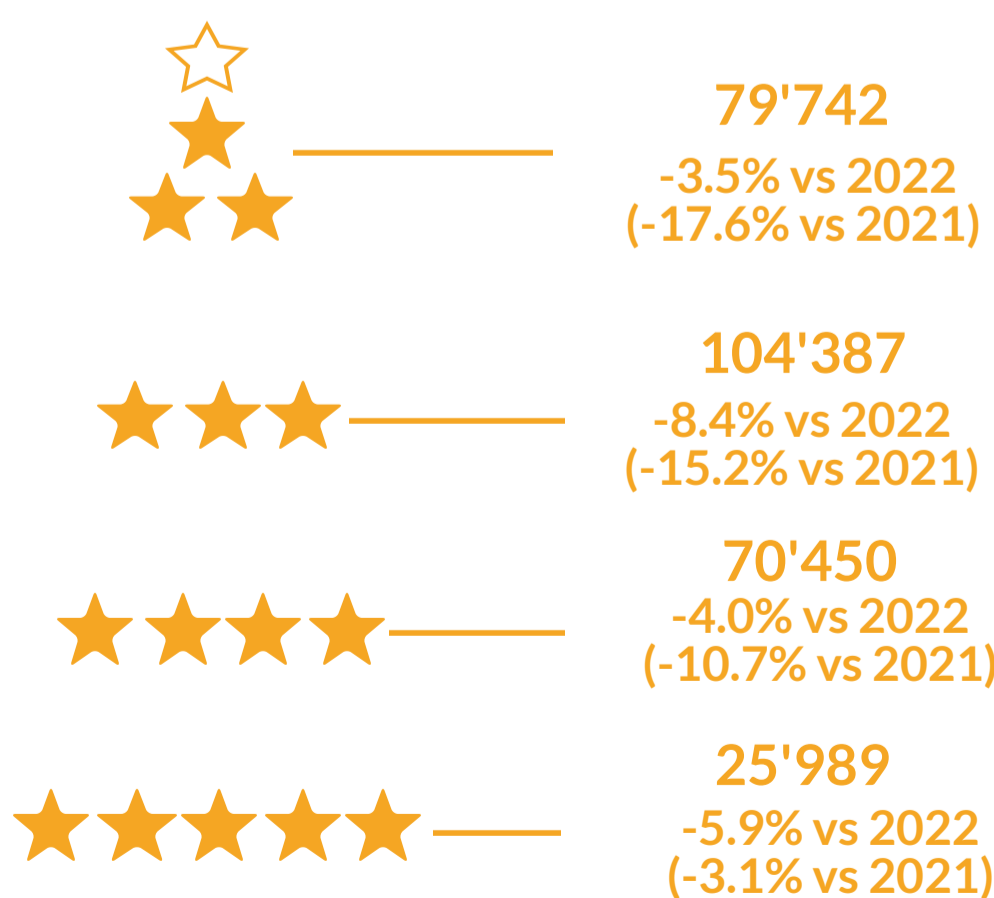 79'742
-3.5% vs 2022
(-17.6% vs 2021)
104'387
-8.4% vs 2022
(-15.2% vs 2021)
70'450
-4.0% vs 2022
(-10.7% vs 2021)
25'989
-5.9% vs 2022
(-3.1% vs 2021)